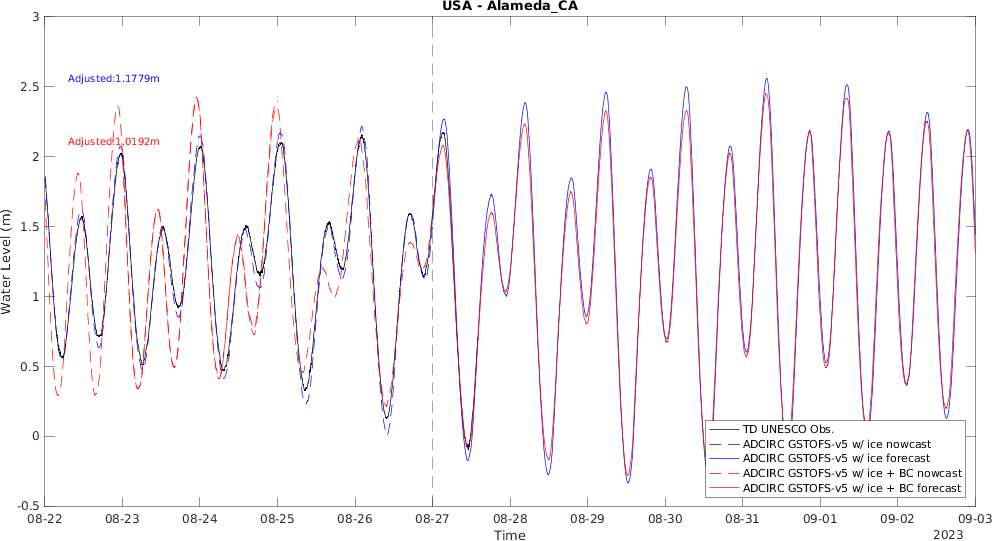 USA - Alameda_CA
3
2.5
2
1.5
1
0.5
0
-0.5
Water Level (m)
Adjusted:1.1779m
Adjusted:1.0192m
TD UNESCO Obs.
ADCIRC GSTOFS-v5 w/ ice nowcast
ADCIRC GSTOFS-v5 w/ ice forecast
ADCIRC GSTOFS-v5 w/ ice + BC nowcast
ADCIRC GSTOFS-v5 w/ ice + BC forecast
08-22 08-23 08-24 08-25 08-26 08-27 08-28 08-29 08-30 08-31 09-01 09-02 09-03
Time
2023